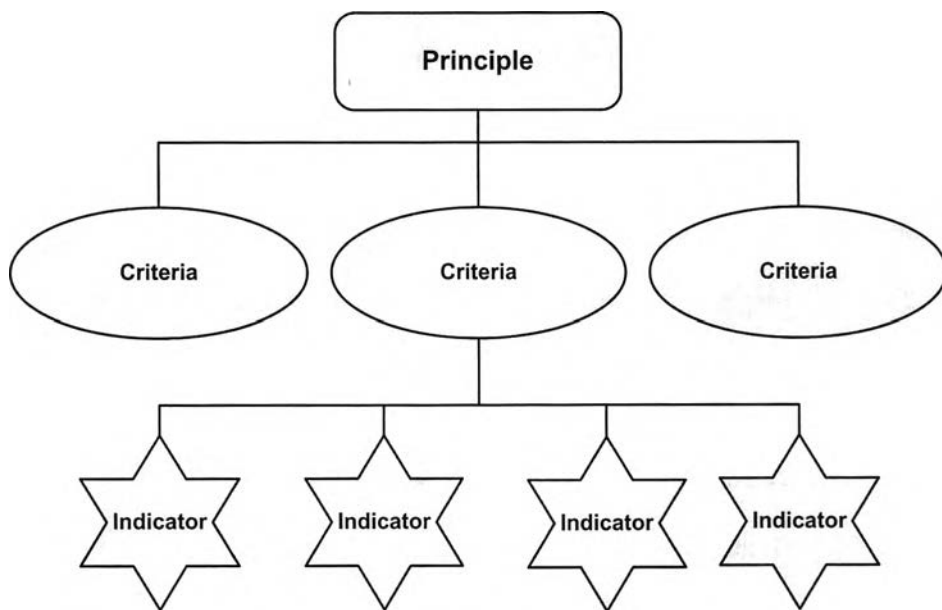 Principle
Criteria
Criteria
Criteria
Indicator
Indicator
Indicator
Indicator